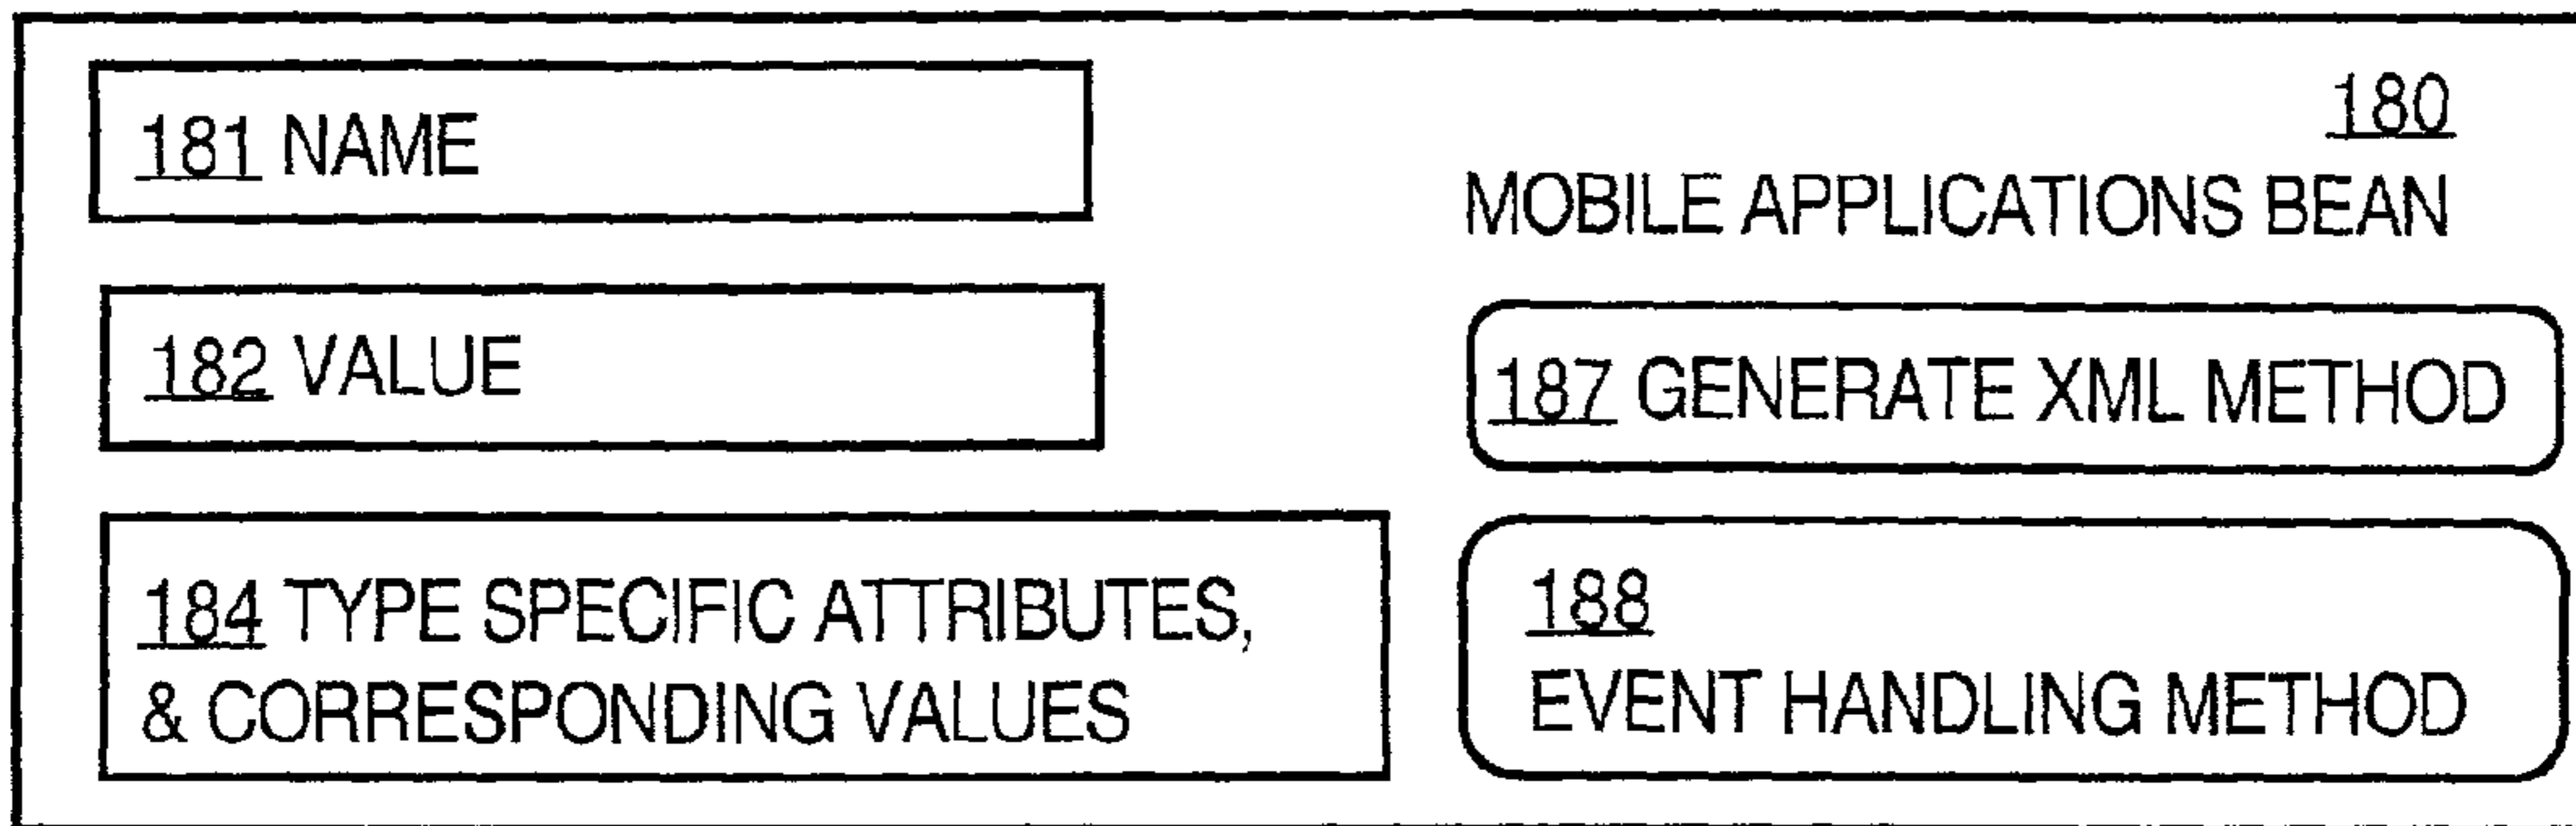 181 NAME
182 VALUE
184 TYPE SPECIFIC ATTRIBUTES,
& CORRESPONDING VALUES
180
MOBILE APPLICATIONS BEAN
187 GENERATE XML METHOD
188
EVENT HANDLING METHOD